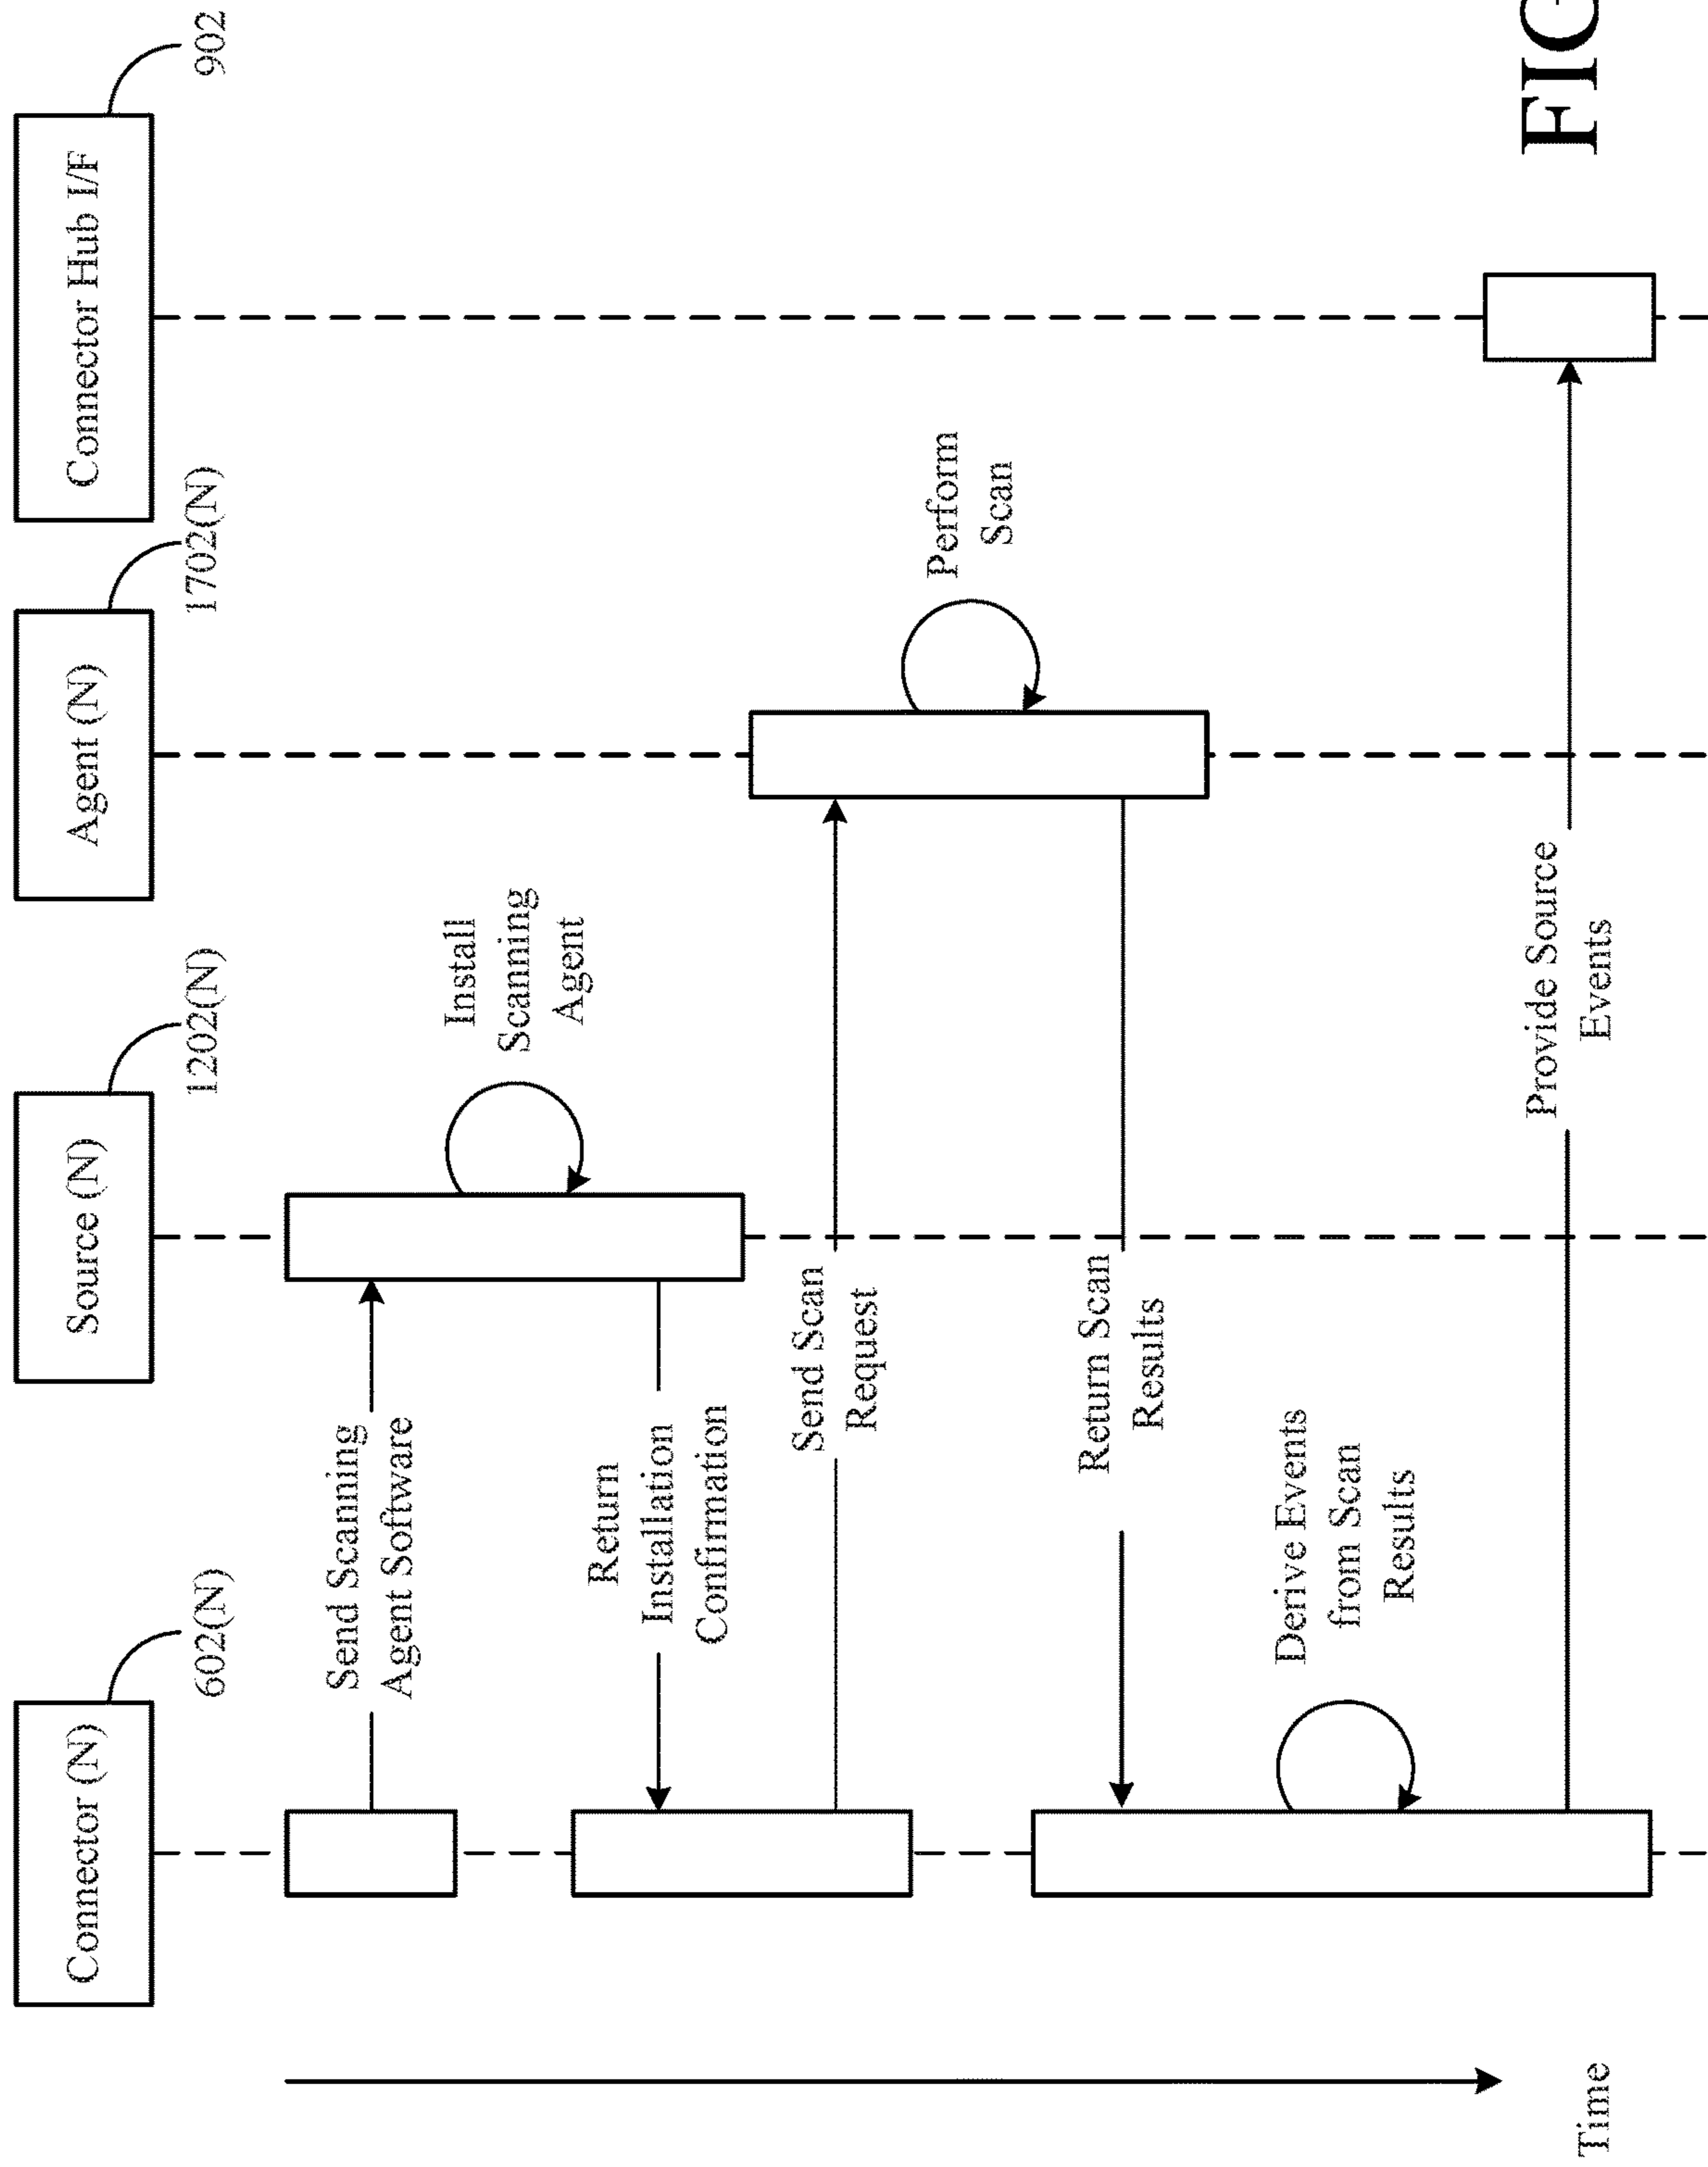 Connector (N)
Source (N)
Agent (N)
Connector Hub I/F
602(N)
1202(N)
1702(N)
902
Send Scanning
Agent Software
Install
Scanning
Agent
Return
Installation
Confirmation
Send Scan
Request
Perform
Scan
Return Scan
Results
Derive Events
from Scan
Results
Provide Source
Events
Time
FIG